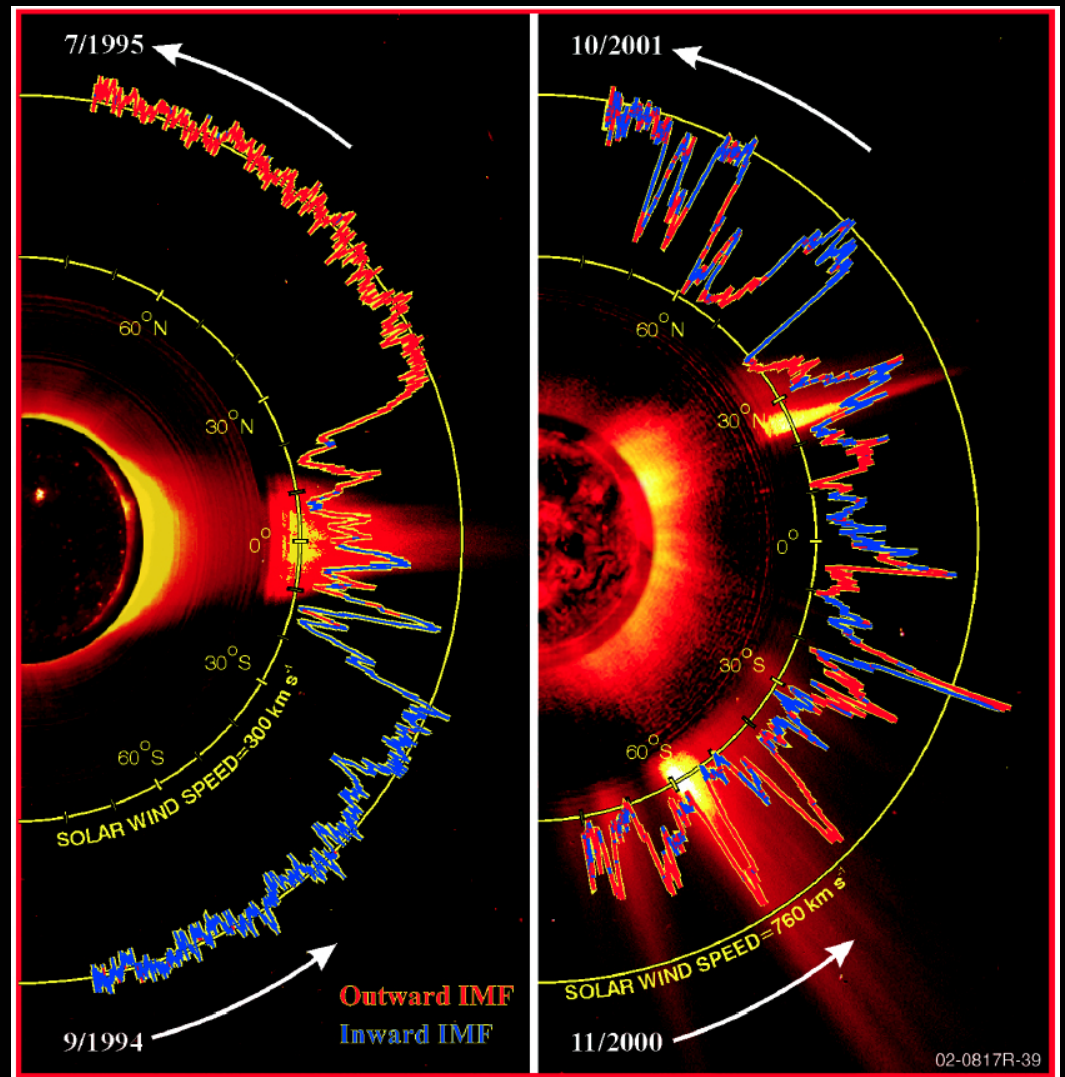 7/1995
60°N
30°N
0°
30°S
60°S
SOLAR WIND SPEED=300 km s⁻¹
9/1994
Outward IMF
Inward IMF
10/2001
60°N
30°N
0°
30°S
60°S
SOLAR WIND SPEED=760 km s
11/2000
02-0817R-39